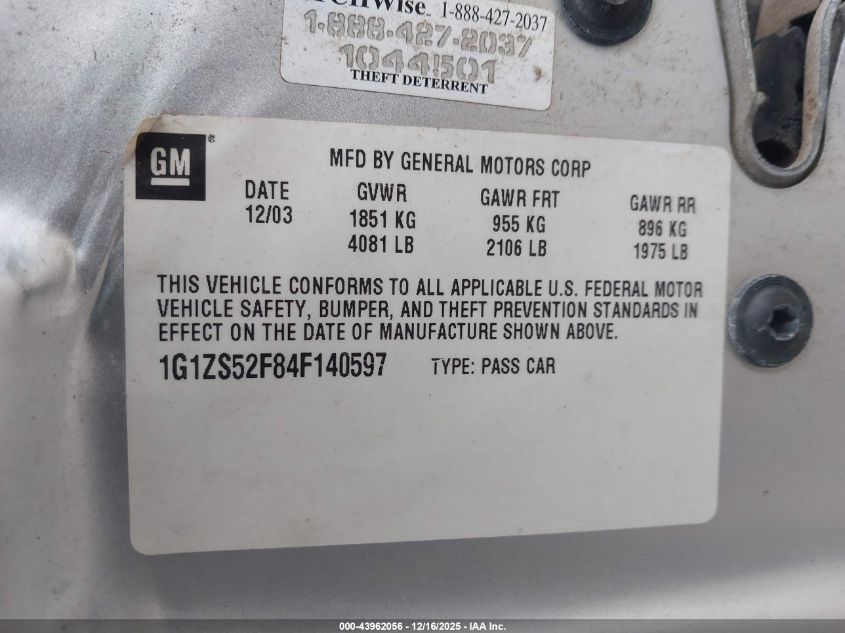 1-888-427-2037
1-888-427-2037
1044501
THEFT DETERRENT
GM ®
MFD BY GENERAL MOTORS CORP
DATE GVWR GAWR FRT GAWR RR
12/03 1851 KG 955 KG 896 KG
4081 LB 2106 LB 1975 LB
THIS VEHICLE CONFORMS TO ALL APPLICABLE U.S. FEDERAL MOTOR
VEHICLE SAFETY, BUMPER, AND THEFT PREVENTION STANDARDS IN
EFFECT ON THE DATE OF MANUFACTURE SHOWN ABOVE.
1G1ZS52F84F140597 TYPE: PASS CAR
000-43962056 - 12/16/2025 - IAA Inc.